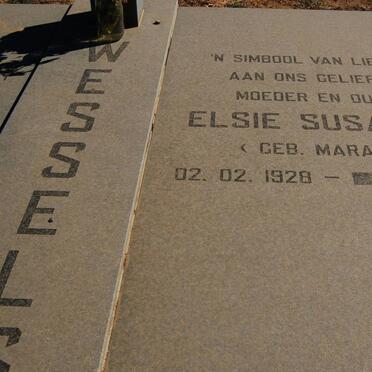 WESSELS
'N SIMBOOL VAN LIE
AAN ONS GELIEF
MOEDER EN OU
ELSIE SUSA
( GEB. MARA
02. 02. 1928 –